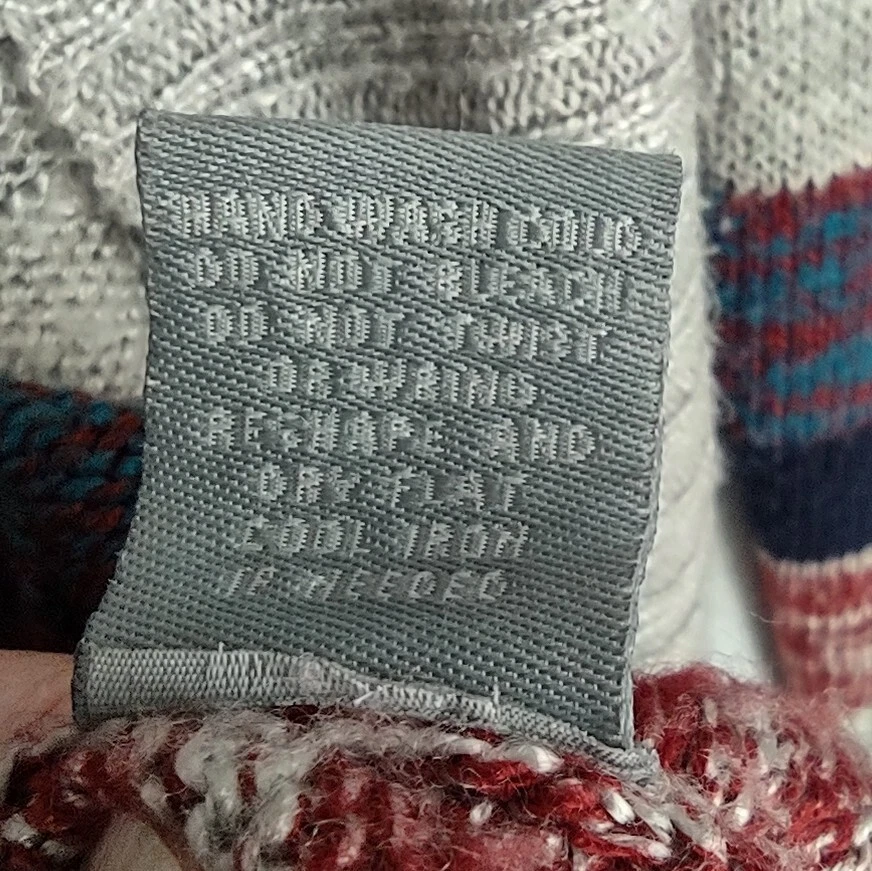 HAND WASH COLD
DO NOT BLEACH
DO NOT TWIST
OR WRING
RESHAPE AND
DRY FLAT
COOL IRON
IF NEEDED